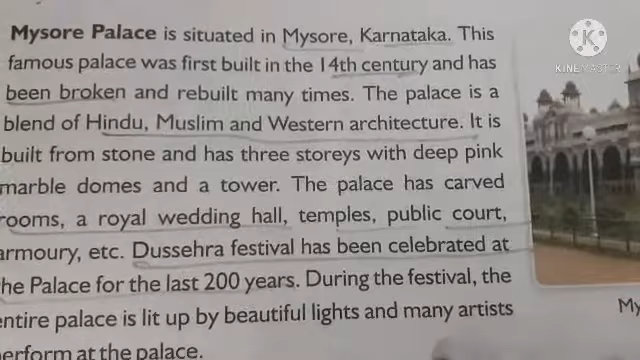 Mysore Palace is situated in Mysore, Karnataka. This
famous palace was first built in the 14th century and has
been broken and rebuilt many times. The palace is a
blend of Hindu, Muslim and Western architecture. It is
built from stone and has three storeys with deep pink
marble domes and a tower. The palace has carved
rooms, a royal wedding hall, temples, public court,
armoury, etc. Dussehra festival has been celebrated at
he Palace for the last 200 years. During the festival, the
entire palace is lit up by beautiful lights and many artists
erform at the palace.
My
K
KINEMASTER